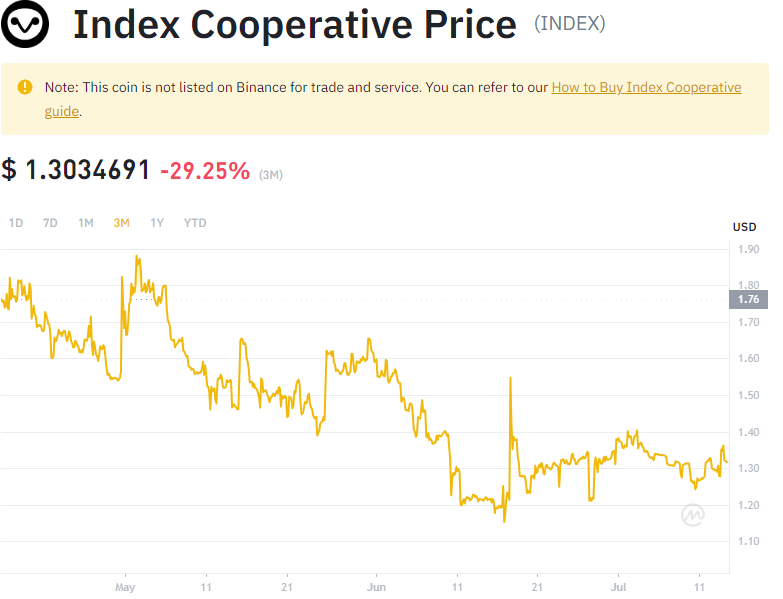 Index Cooperative Price (INDEX)
Note: This coin is not listed on Binance for trade and service. You can refer to our How to Buy Index Cooperative
guide.
$ 1.3034691 -29.25% (3M)
1D 7D 1M 3M 1Y YTD
USD
1.90
1.80
1.76
1.70
1.60
1.50
1.40
1.30
1.20
1.10
May 11 21 Jun 11 21 Jul 11